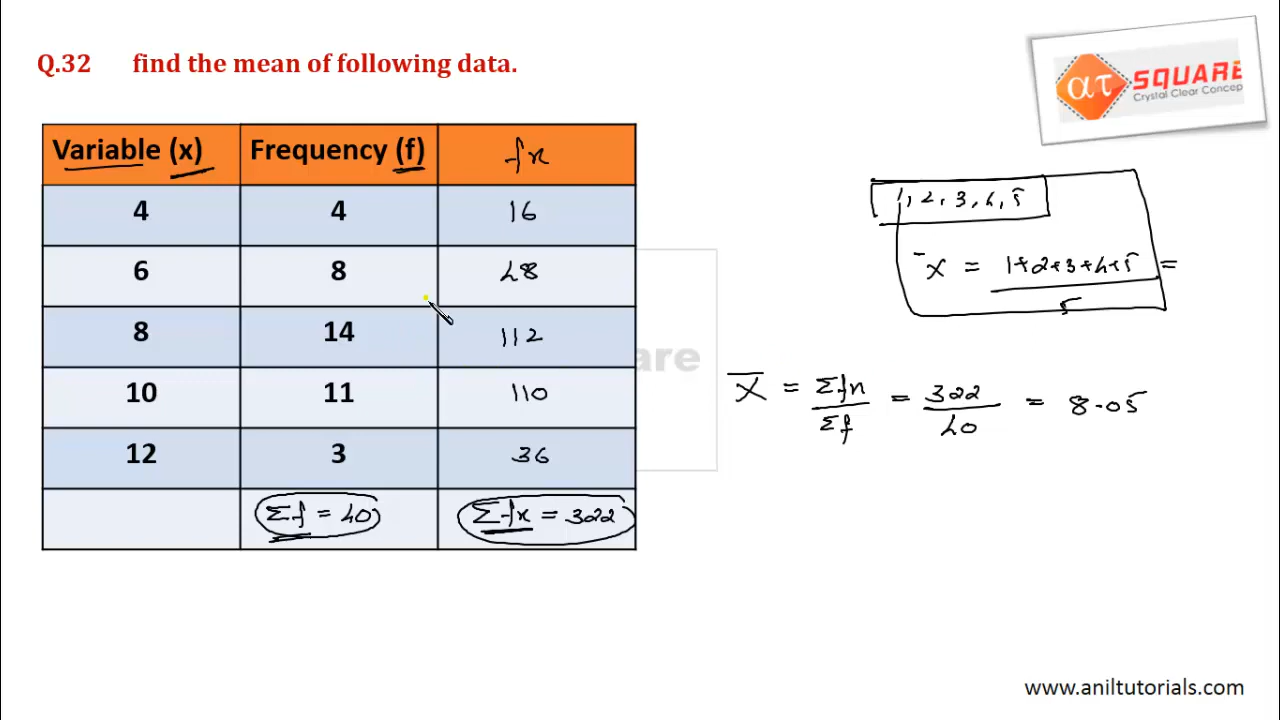 Q.32 find the mean of following data.
ατ SQUARE
Crystal Clear Concep
Variable (x) Frequency (f) fx
4 4 16
6 8 48
8 14 112
10 11 110
12 3 36
Σf = 40 Σfx = 322
are
1, 2, 3, 4, 5
x = 1+2+3+4+5 =
5
X̄ = Σfx = 322 = 8.05
Σf 40
www.aniltutorials.com